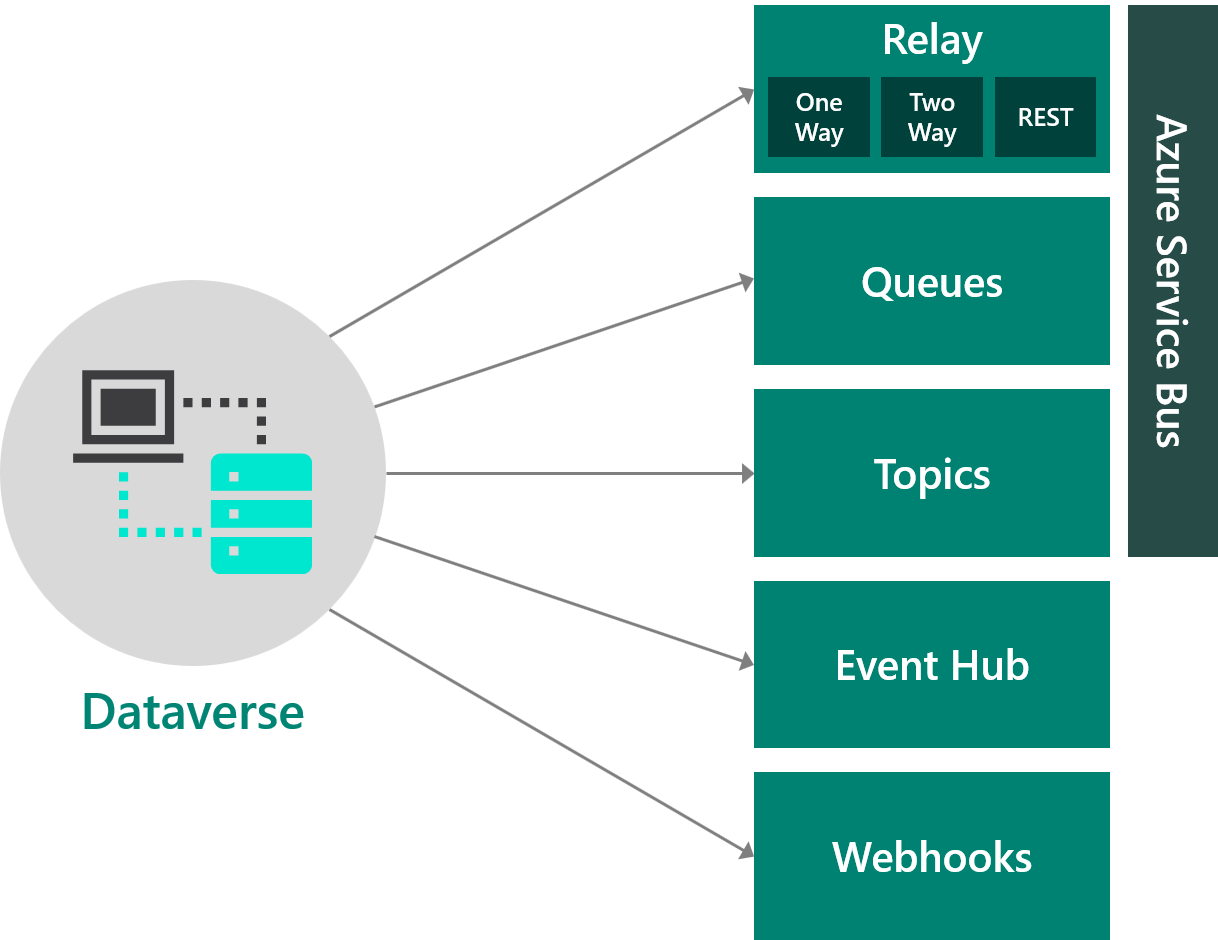 Relay
One
Way
Two
Way
REST
Queues
Topics
Event Hub
Webhooks
Azure Service Bus
Dataverse